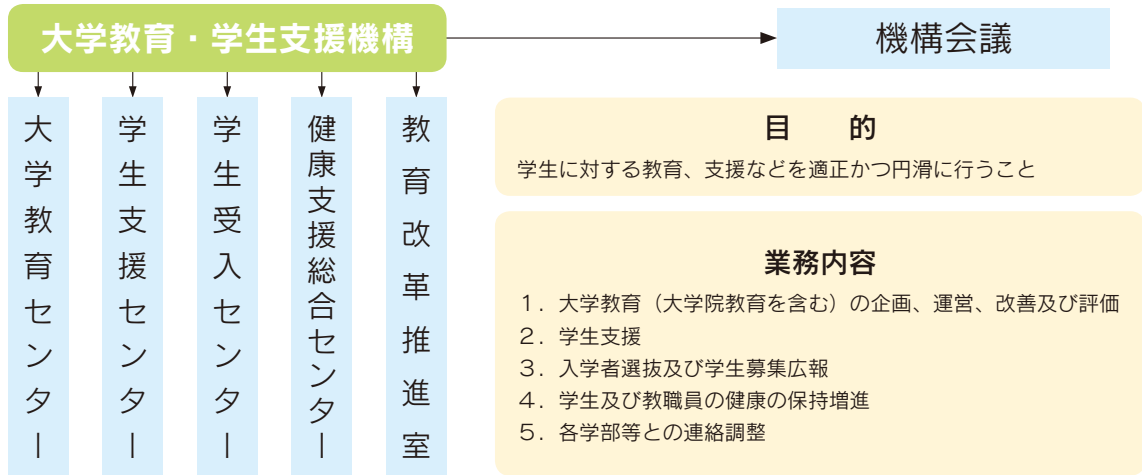 大学教育・学生支援機構
機構会議
大学教育センター
学生支援センター
学生受入センター
健康支援総合センター
教育改革推進室
目　的
学生に対する教育、支援などを適正かつ円滑に行うこと
業務内容
１．大学教育（大学院教育を含む）の企画、運営、改善及び評価
２．学生支援
３．入学者選抜及び学生募集広報
４．学生及び教職員の健康の保持増進
５．各学部等との連絡調整